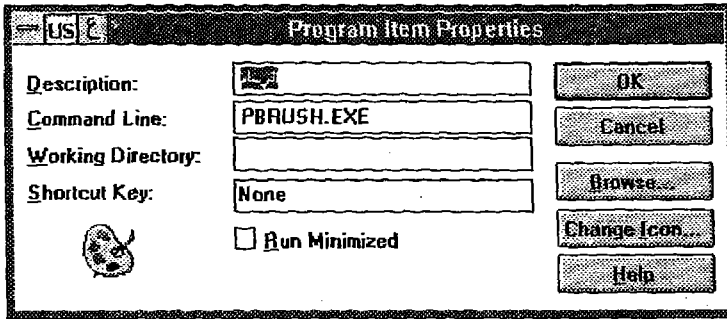 US Program Item Properties
Description:
Command Line: PBRUSH.EXE
Working Directory:
Shortcut Key: None
Run Minimized
OK
Cancel
Browse...
Change Icon...
Help